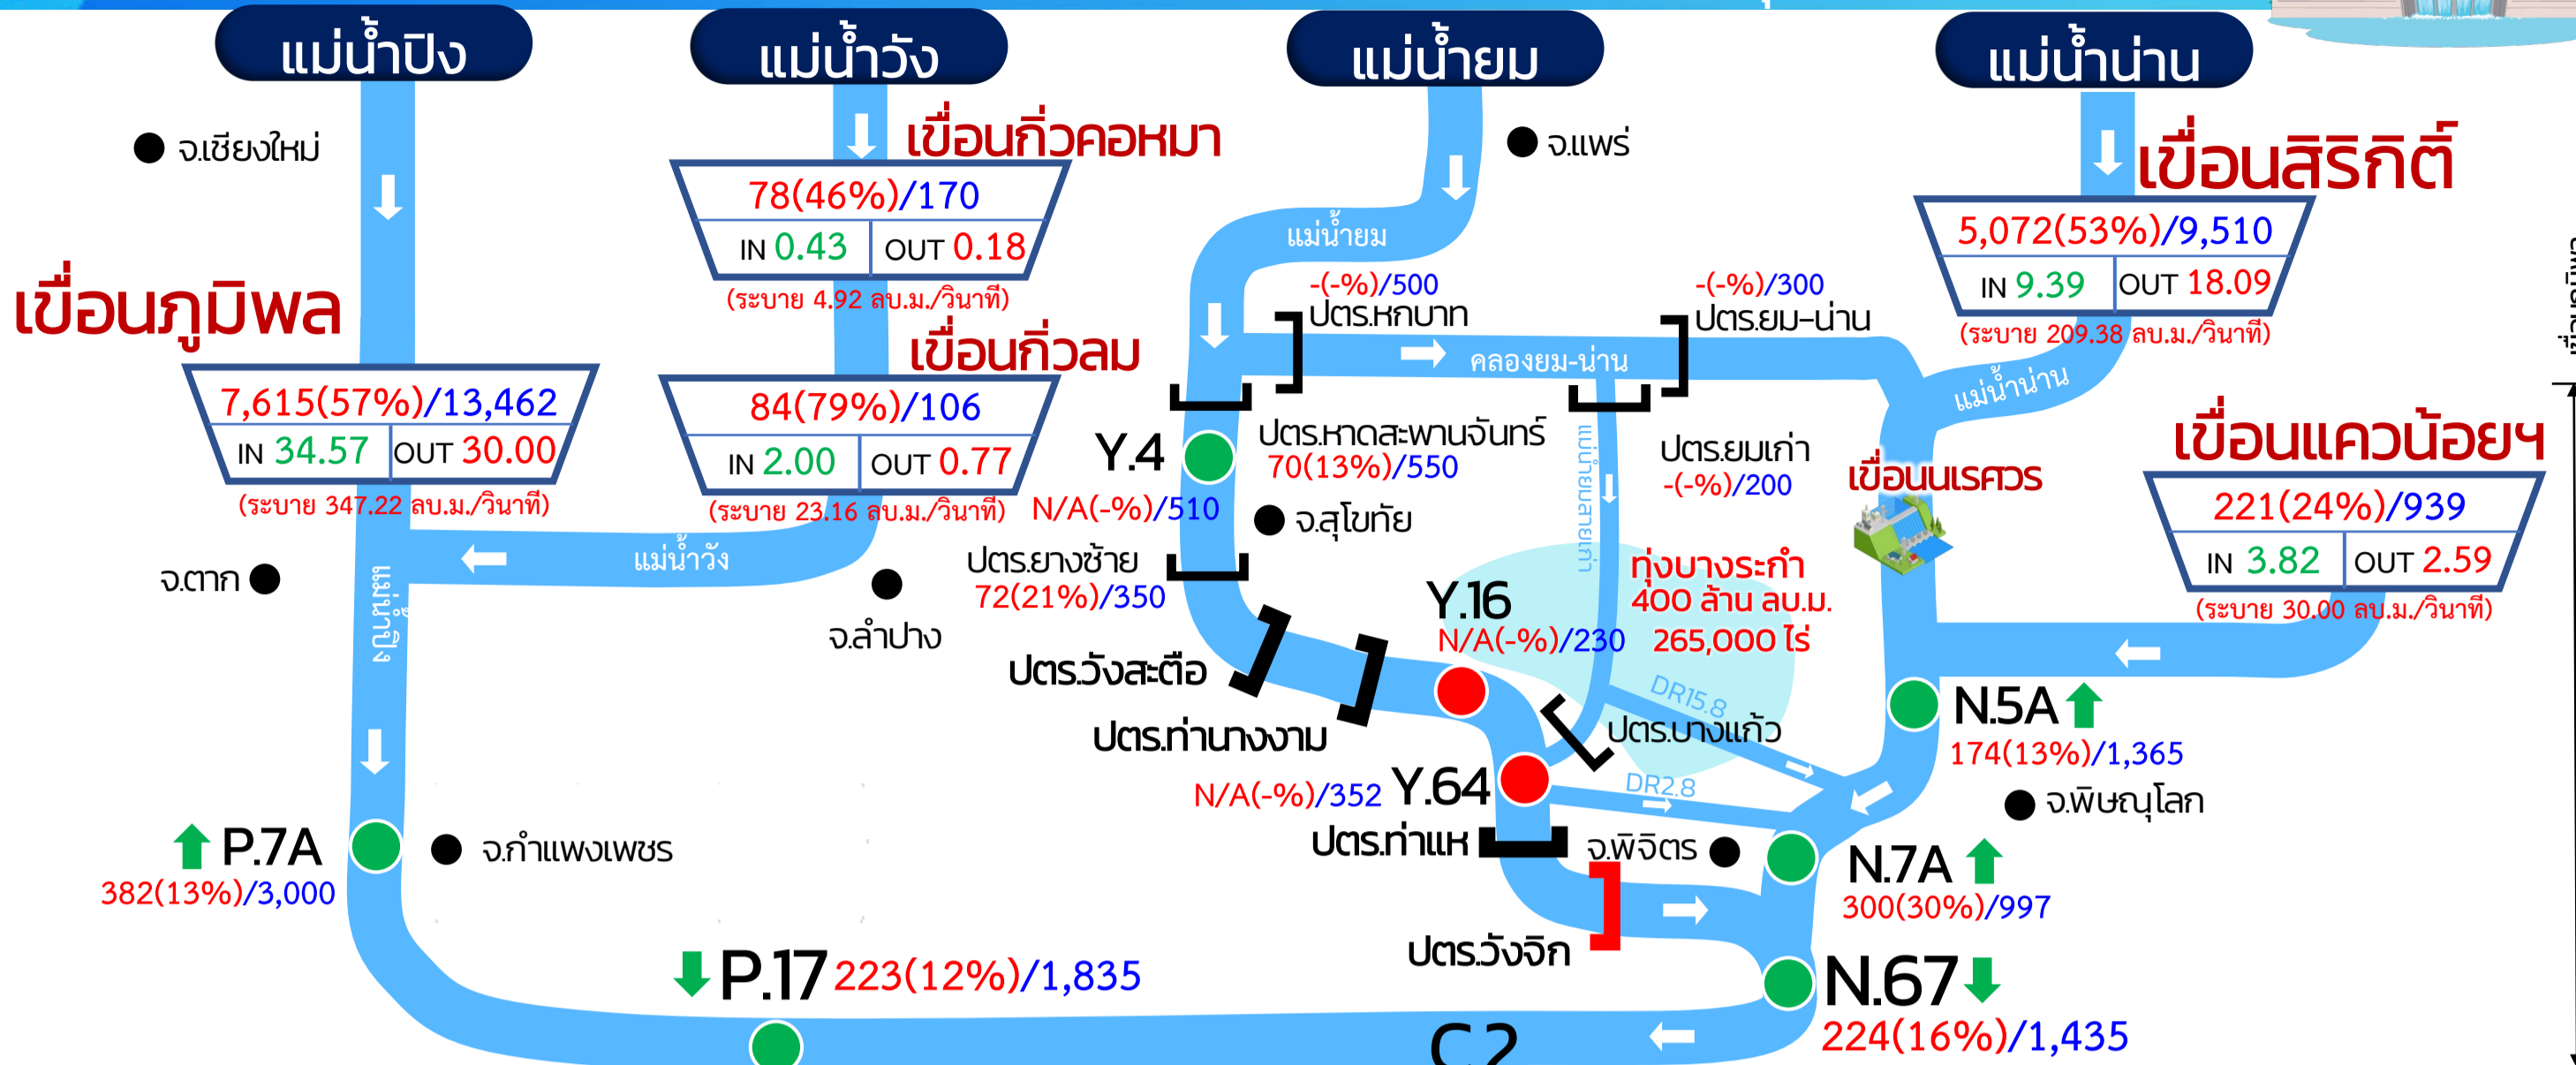 แม่น้ำปิง
แม่น้ำวัง
แม่น้ำยม
แม่น้ำน่าน
จ.เชียงใหม่
เขื่อนกิ่วคอหมา
78(46%)/170
IN 0.43 OUT 0.18
(ระบาย 4.92 ลบ.ม./วินาที)
จ.แพร่
เขื่อนสิริกิติ์
5,072(53%)/9,510
IN 9.39 OUT 18.09
(ระบาย 209.38 ลบ.ม./วินาที)
แม่น้ำยม
แม่น้ำน่าน
เขื่อนภูมิพล
7,615(57%)/13,462
IN 34.57 OUT 30.00
(ระบาย 347.22 ลบ.ม./วินาที)
เขื่อนกิ่วลม
84(79%)/106
IN 2.00 OUT 0.77
(ระบาย 23.16 ลบ.ม./วินาที)
-(-%)/500
ปตร.หกบาท
-(-%)/300
ปตร.ยม-น่าน
คลองยม-น่าน
Y.4
N/A(-%)/510
ปตร.หาดสะพานจันทร์
70(13%)/550
จ.สุโขทัย
แม่น้ำยมสายเก่า
ปตร.ยมเก่า
-(-%)/200
เขื่อนนเรศวร
เขื่อนแควน้อยฯ
221(24%)/939
IN 3.82 OUT 2.59
(ระบาย 30.00 ลบ.ม./วินาที)
จ.ตาก
แม่น้ำปิง
แม่น้ำวัง
จ.ลำปาง
ปตร.ยางซ้าย
72(21%)/350
ทุ่งบางระกำ
400 ล้าน ลบ.ม.
265,000 ไร่
Y.16
N/A(-%)/230
ปตร.วังสะตือ
ปตร.ท่านางงาม
DR15.8
ปตร.บางแก้ว
N.5A
174(13%)/1,365
จ.พิษณุโลก
N/A(-%)/352 Y.64
DR2.8
ปตร.ท่าแห
จ.พิจิตร
P.7A
382(13%)/3,000
จ.กำแพงเพชร
N.7A
300(30%)/997
ปตร.วังจิก
P.17 223(12%)/1,835
N.67
224(16%)/1,435
C2